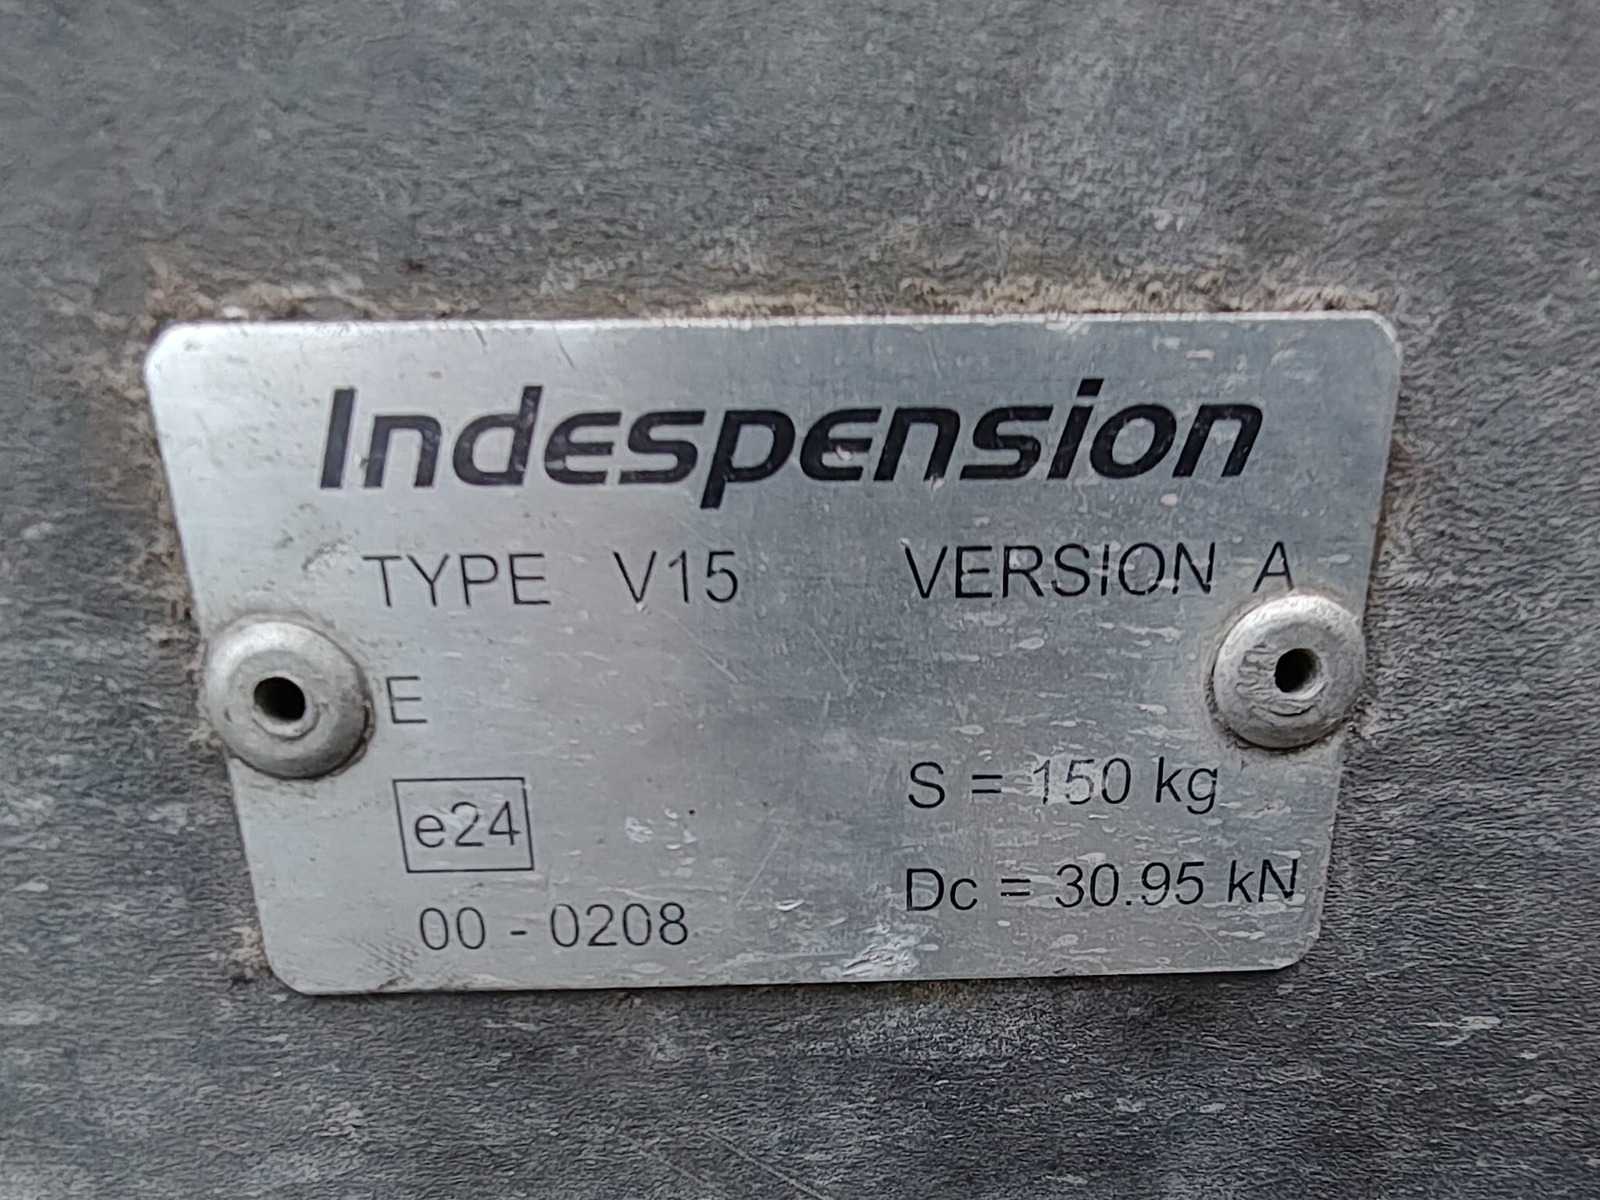 Indespension
TYPE V15 VERSION A
E
e24
S = 150 kg
Dc = 30.95 kN
00 - 0208